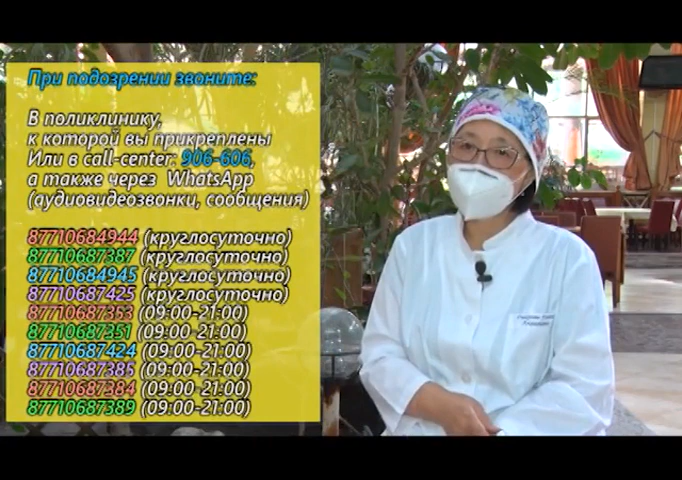 При подозрении звоните:
В поликлинику,
к которой вы прикреплены
Или в call-center: 906-606,
а также через WhatsApp
(аудиовидеозвонки, сообщения)
87710684944 (круглосуточно)
87710687387 (круглосуточно)
87710684945 (круглосуточно)
87710687425 (круглосуточно)
87710687353 (09:00-21:00)
87710687351 (09:00-21:00)
87710687424 (09:00-21:00)
87710687385 (09:00-21:00)
87710687384 (09:00-21:00)
87710687389 (09:00-21:00)